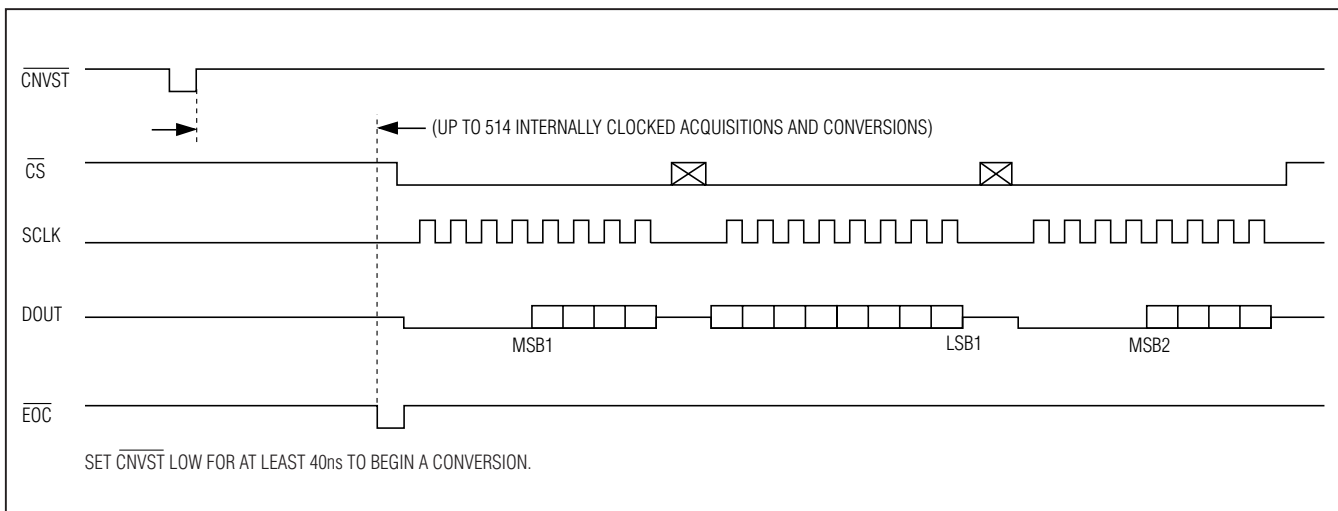 CNVST
(UP TO 514 INTERNALLY CLOCKED ACQUISITIONS AND CONVERSIONS)
CS
SCLK
DOUT
MSB1
LSB1
MSB2
EOC
SET CNVST LOW FOR AT LEAST 40ns TO BEGIN A CONVERSION.